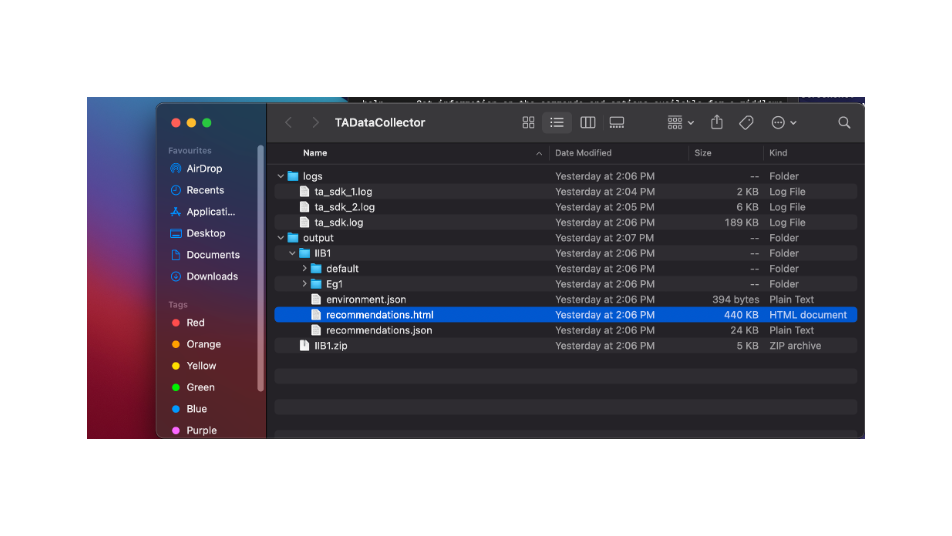 TADataCollector
Favourites
AirDrop
Recents
Applicati...
Desktop
Documents
Downloads
Tags
Red
Orange
Yellow
Green
Blue
Purple
Name Date Modified Size Kind
logs Yesterday at 2:06 PM -- Folder
ta_sdk_1.log Yesterday at 2:04 PM 2 KB Log File
ta_sdk_2.log Yesterday at 2:05 PM 6 KB Log File
ta_sdk.log Yesterday at 2:06 PM 189 KB Log File
output Yesterday at 2:07 PM -- Folder
IIB1 Yesterday at 2:06 PM -- Folder
default Yesterday at 2:06 PM -- Folder
Eg1 Yesterday at 2:06 PM -- Folder
environment.json Yesterday at 2:06 PM 394 bytes Plain Text
recommendations.html Yesterday at 2:06 PM 440 KB HTML document
recommendations.json Yesterday at 2:06 PM 24 KB Plain Text
IIB1.zip Yesterday at 2:06 PM 5 KB ZIP archive